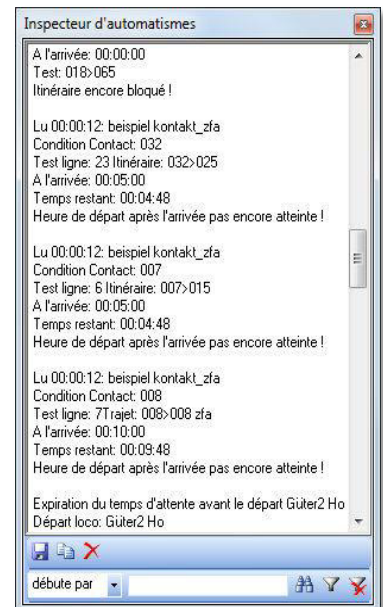 Inspecteur d'automatismes
A l'arrivée: 00:00:00
Test: 018>065
Itinéraire encore bloqué !
Lu 00:00:12: beispiel kontakt_zfa
Condition Contact: 032
Test ligne: 23 Itinéraire: 032>025
A l'arrivée: 00:05:00
Temps restant: 00:04:48
Heure de départ après l'arrivée pas encore atteinte !
Lu 00:00:12: beispiel kontakt_zfa
Condition Contact: 007
Test ligne: 6 Itinéraire: 007>015
A l'arrivée: 00:05:00
Temps restant: 00:04:48
Heure de départ après l'arrivée pas encore atteinte !
Lu 00:00:12: beispiel kontakt_zfa
Condition Contact: 008
Test ligne: 7Trajet: 008>008 zfa
A l'arrivée: 00:10:00
Temps restant: 00:09:48
Heure de départ après l'arrivée pas encore atteinte !
Expiration du temps d'attente avant le départ Güter2 Ho
Départ loco: Güter2 Ho
débute par